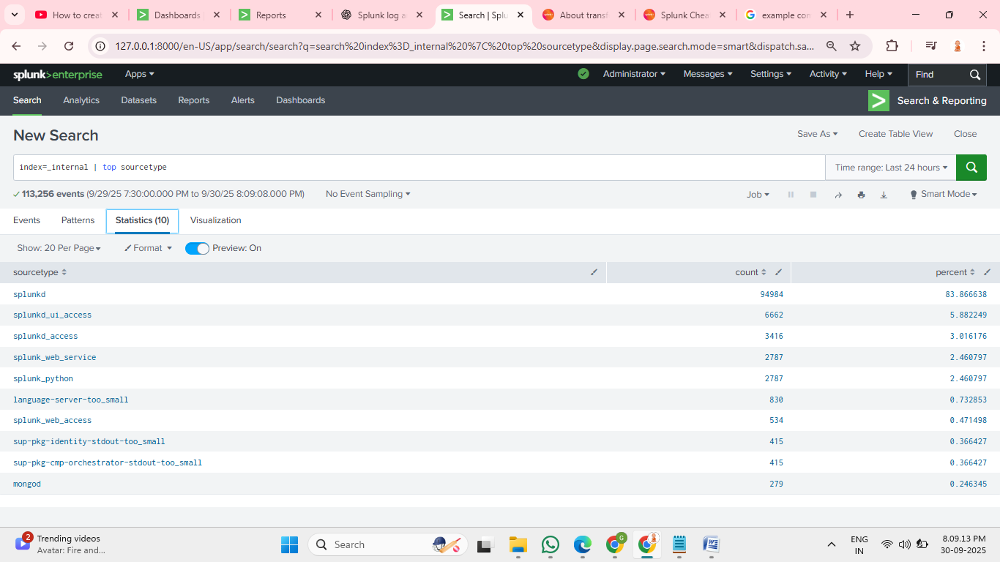 How to creat
Dashboards
Reports
Splunk log a
Search | Splu
About transf
Splunk Chea
example con
127.0.0.1:8000/en-US/app/search/search?q=search%20index%3D_internal%20%7C%20top%20sourcetype&display.page.search.mode=smart&dispatch.sa...
splunk>enterprise Apps Administrator Messages Settings Activity Help Find
Search Analytics Datasets Reports Alerts Dashboards Search & Reporting
New Search Save As Create Table View Close
index=_internal | top sourcetype Time range: Last 24 hours
113,256 events (9/29/25 7:30:00.000 PM to 9/30/25 8:09:08.000 PM) No Event Sampling Job Smart Mode
Events Patterns Statistics (10) Visualization
Show: 20 Per Page Format Preview: On
sourcetype count percent
splunkd 94984 83.866638
splunkd_ui_access 6662 5.882249
splunkd_access 3416 3.016176
splunk_web_service 2787 2.460797
splunk_python 2787 2.460797
language-server-too_small 830 0.732853
splunk_web_access 534 0.471498
sup-pkg-identity-stdout-too_small 415 0.366427
sup-pkg-cmp-orchestrator-stdout-too_small 415 0.366427
mongod 279 0.246345
2
Trending videos
Avatar: Fire and...
Search
G
ENG
IN
8.09.13 PM
30-09-2025